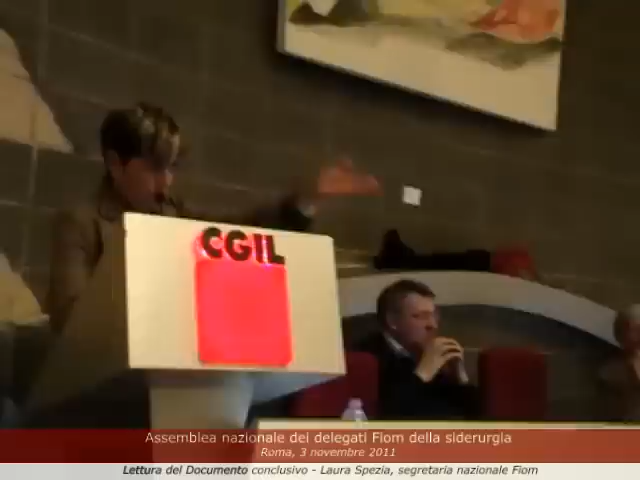 CGIL
Assemblea nazionale dei delegati Fiom della siderurgia
Roma, 3 novembre 2011
Lettura del Documento conclusivo - Laura Spezia, segretaria nazionale Fiom